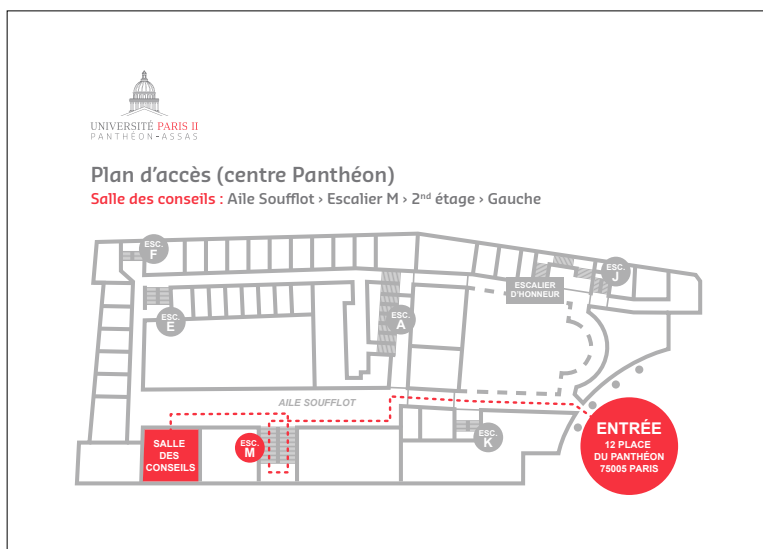 UNIVERSITÉ PARIS II
PANTHÉON-ASSAS
Plan d'accès (centre Panthéon)
Salle des conseils : Aile Soufflot › Escalier M › 2nd étage › Gauche
ESC.
F
ESC.
J
ESCALIER
D'HONNEUR
ESC.
E
ESC.
A
AILE SOUFFLOT
SALLE
DES
CONSEILS
ESC.
M
ESC.
K
ENTRÉE
12 PLACE
DU PANTHÉON
75005 PARIS